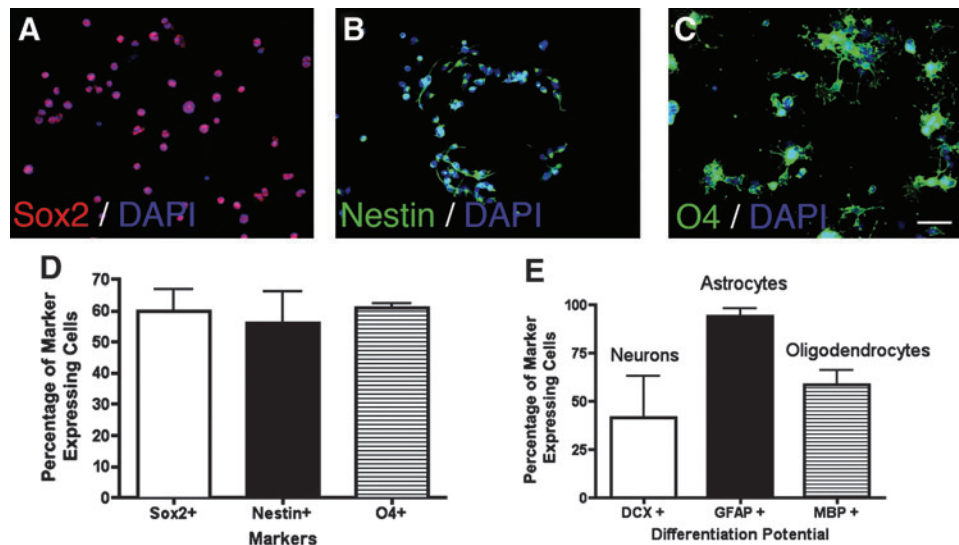 A
Sox2 / DAPI
B
Nestin / DAPI
C
O4 / DAPI
D
Percentage of Marker
Expressing Cells
70
60
50
40
30
20
10
0
Sox2+ Nestin+ O4+
Markers
E
Percentage of Marker
Expressing Cells
100
75
50
25
0
Neurons
Astrocytes
Oligodendrocytes
DCX + GFAP + MBP +
Differentiation Potential